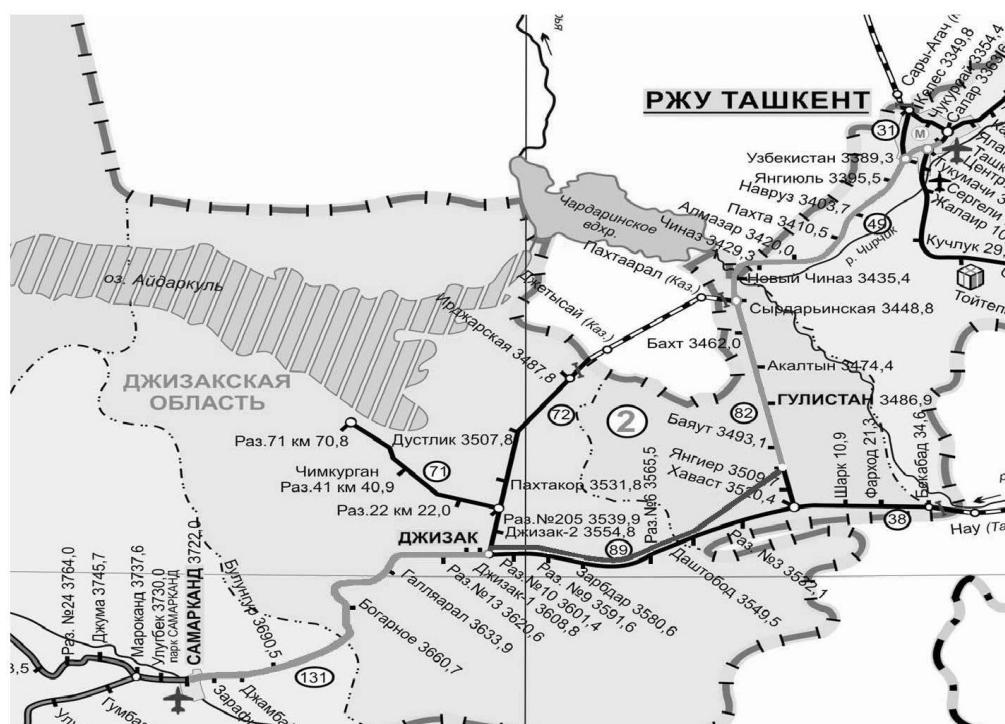 РЖУ ТАШКЕНТ
Сары-Агач
Келес 3349,8
Чукурсай 3354,4
Салар 3363,6
31
М
Узбекистан 3389,3
Янгиюль 3395,5
Навруз 3403,7
Пахта 3410,5
Алмазар 3420,0
Чиназ 3429,3
49
р. Чирчик
Сергели
Жалаир
Кучлук
Чардаринское
вдхр.
Новый Чиназ 3435,4
Пахтаарал (Каз.)
Сырдарьинская 3448,8
Джетысай (Каз.)
Бахт 3462,0
Ирджарская 3487,8
Акалтын 3474,4
оз. Айдаркуль
ДЖИЗАКСКАЯ
ОБЛАСТЬ
ГУЛИСТАН 3486,9
72
2
82
Раз.71 км 70,8
Дустлик 3507,8
Баяут 3493,1
71
Чимкурган
Раз.41 км 40,9
Раз.22 км 22,0
Пахтакор 3531,8
Раз.№6 3565,5
Янгиер 3509,1
Хаваст 3520,4
Шарк 10,9
Фархад 21,3
Бекабад 34,6
38
Нау
Раз.№205 3539,9
Джизак-2 3554,8
ДЖИЗАК
89
Раз. №3 3532,1
Даштобод 3549,5
Зарбдар 3580,6
Раз. №9 3591,6
Раз.№10 3601,4
Джизак-1 3608,8
Раз.№13 3620,6
Галляарал 3633,9
Богарное 3660,7
Булунгур 3690,5
131
САМАРКАНД 3722,0
парк САМАРКАНД
Улугбек 3730,0
Мароканд 3737,6
Джума 3745,7
Раз. №24 3764,0